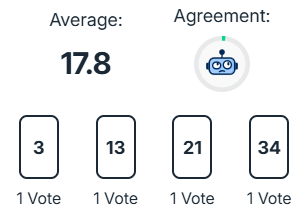 Average:
Agreement:
17.8
3
13
21
34
1 Vote
1 Vote
1 Vote
1 Vote